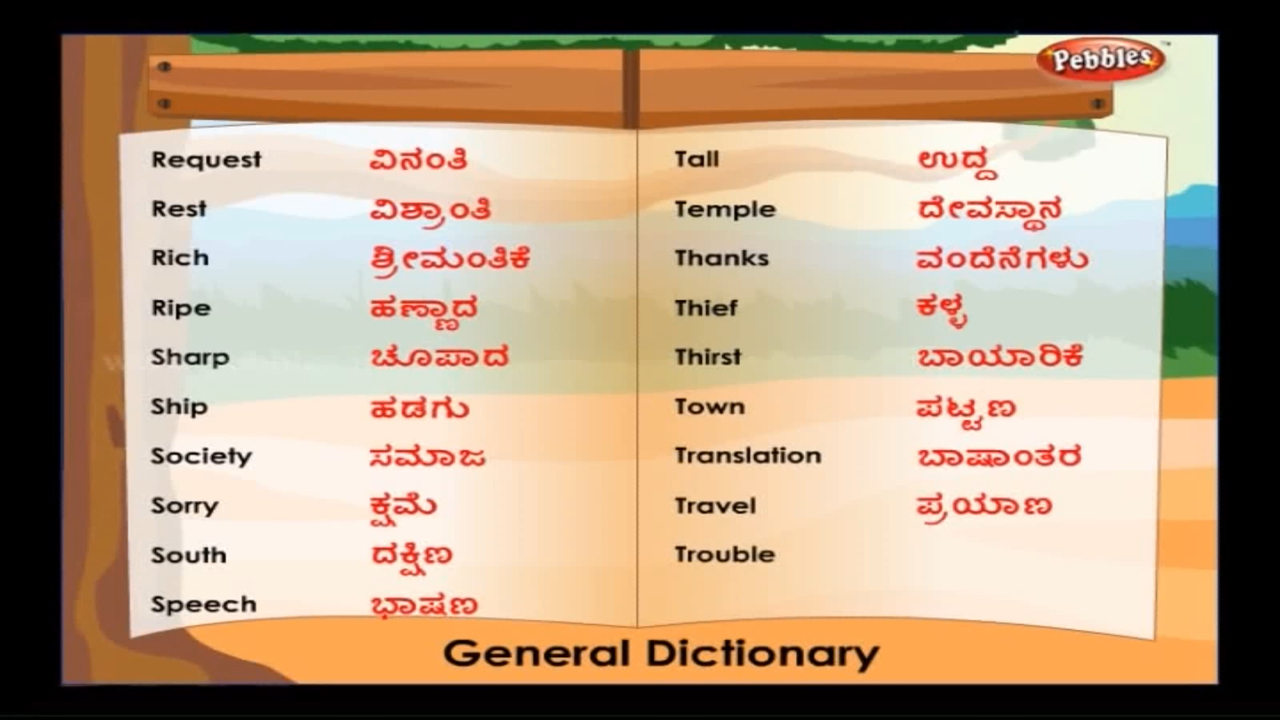 Pebbles
Request ವಿನಂತಿ
Rest ವಿಶ್ರಾಂತಿ
Rich ಶ್ರೀಮಂತಿಕೆ
Ripe ಹಣ್ಣಾದ
Sharp ಚೂಪಾದ
Ship ಹಡಗು
Society ಸಮಾಜ
Sorry ಕ್ಷಮೆ
South ದಕ್ಷಿಣ
Speech ಭಾಷಣ
Tall ಉದ್ದ
Temple ದೇವಸ್ಥಾನ
Thanks ವಂದೆನೆಗಳು
Thief ಕಳ್ಳ
Thirst ಬಾಯಾರಿಕೆ
Town ಪಟ್ಟಣ
Translation ಬಾಷಾಂತರ
Travel ಪ್ರಯಾಣ
Trouble
General Dictionary